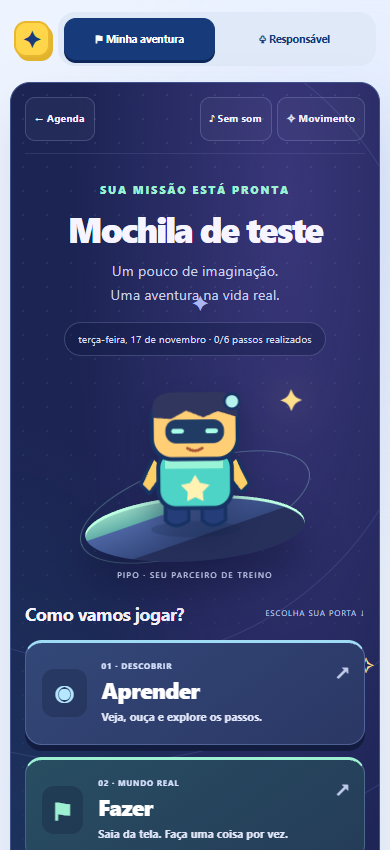 Minha aventura
Responsável
← Agenda
Sem som
Movimento
SUA MISSÃO ESTÁ PRONTA
Mochila de teste
Um pouco de imaginação.
Uma aventura na vida real.
terça-feira, 17 de novembro · 0/6 passos realizados
PIPO · SEU PARCEIRO DE TREINO
Como vamos jogar?
ESCOLHA SUA PORTA ↓
01 · DESCOBRIR
Aprender
Veja, ouça e explore os passos.
02 · MUNDO REAL
Fazer
Saia da tela. Faça uma coisa por vez.